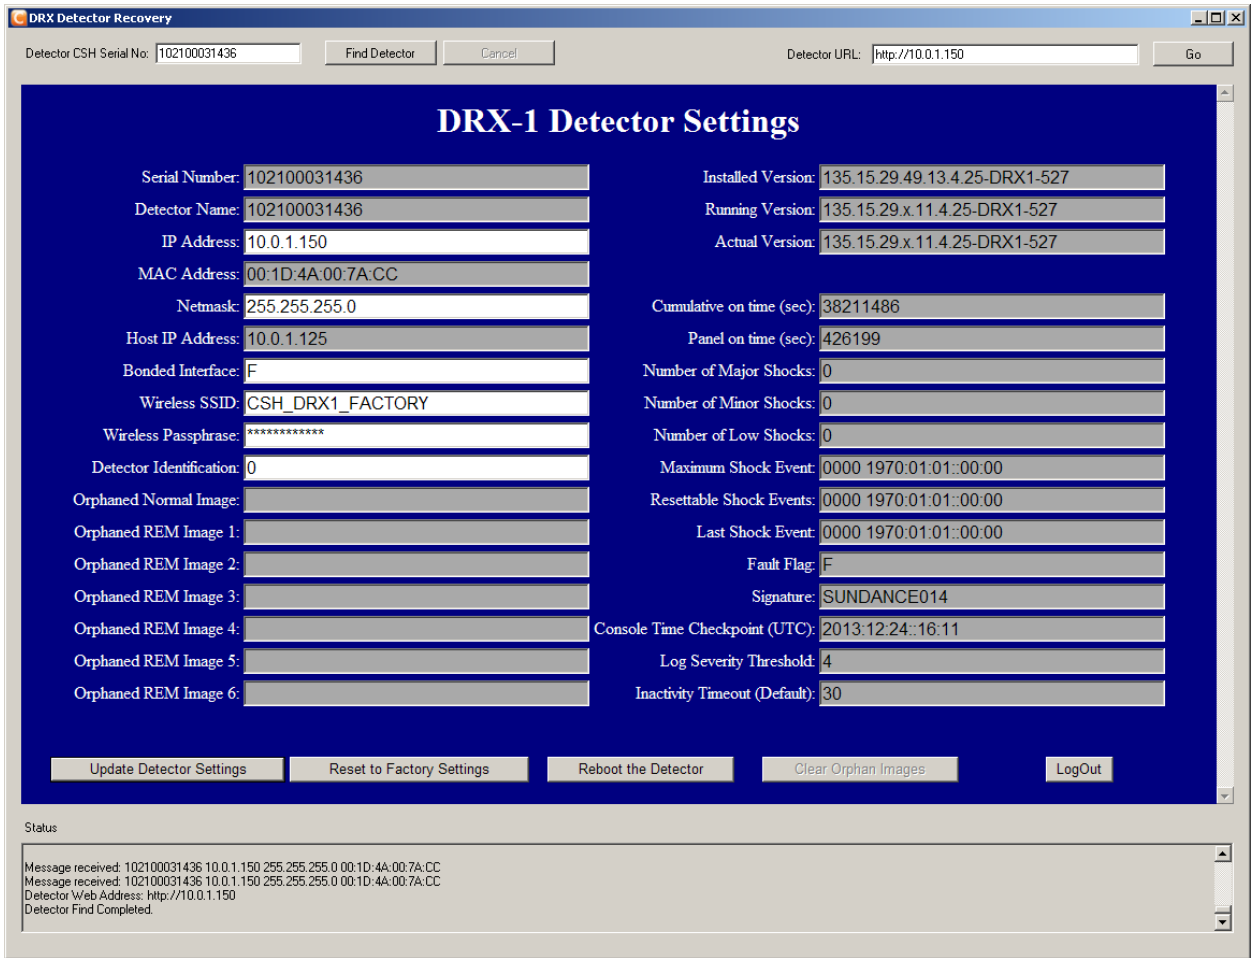 DRX Detector Recovery
Detector CSH Serial No: 102100031436 Find Detector Cancel Detector URL: http://10.0.1.150 Go
DRX-1 Detector Settings
Serial Number: 102100031436 Installed Version: 135.15.29.49.13.4.25-DRX1-527
Detector Name: 102100031436 Running Version: 135.15.29.x.11.4.25-DRX1-527
IP Address: 10.0.1.150 Actual Version: 135.15.29.x.11.4.25-DRX1-527
MAC Address: 00:1D:4A:00:7A:CC
Netmask: 255.255.255.0 Cumulative on time (sec): 38211486
Host IP Address: 10.0.1.125 Panel on time (sec): 426199
Bonded Interface: F Number of Major Shocks: 0
Wireless SSID: CSH_DRX1_FACTORY Number of Minor Shocks: 0
Wireless Passphrase: ************ Number of Low Shocks: 0
Detector Identification: 0 Maximum Shock Event: 0000 1970:01:01::00:00
Orphaned Normal Image: Resettable Shock Events: 0000 1970:01:01::00:00
Orphaned REM Image 1: Last Shock Event: 0000 1970:01:01::00:00
Orphaned REM Image 2: Fault Flag: F
Orphaned REM Image 3: Signature: SUNDANCE014
Orphaned REM Image 4: Console Time Checkpoint (UTC): 2013:12:24::16:11
Orphaned REM Image 5: Log Severity Threshold: 4
Orphaned REM Image 6: Inactivity Timeout (Default): 30
Update Detector Settings Reset to Factory Settings Reboot the Detector Clear Orphan Images LogOut
Status
Message received: 102100031436 10.0.1.150 255.255.255.0 00:1D:4A:00:7A:CC
Message received: 102100031436 10.0.1.150 255.255.255.0 00:1D:4A:00:7A:CC
Detector Web Address: http://10.0.1.150
Detector Find Completed.